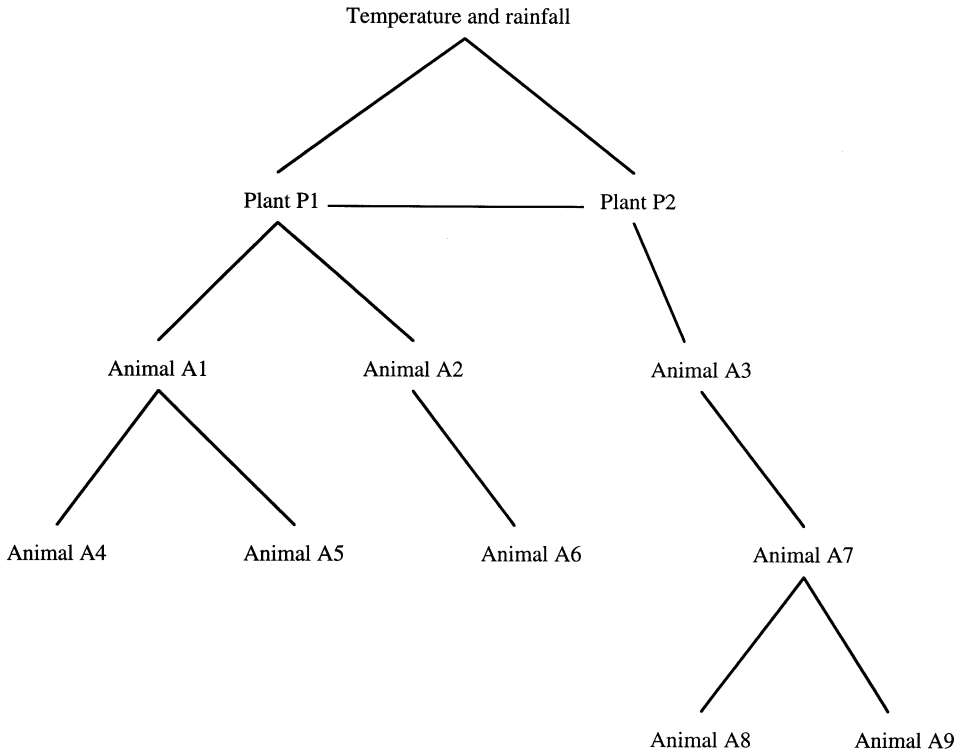 Temperature and rainfall
Plant P1
Plant P2
Animal A1
Animal A2
Animal A3
Animal A4
Animal A5
Animal A6
Animal A7
Animal A8
Animal A9